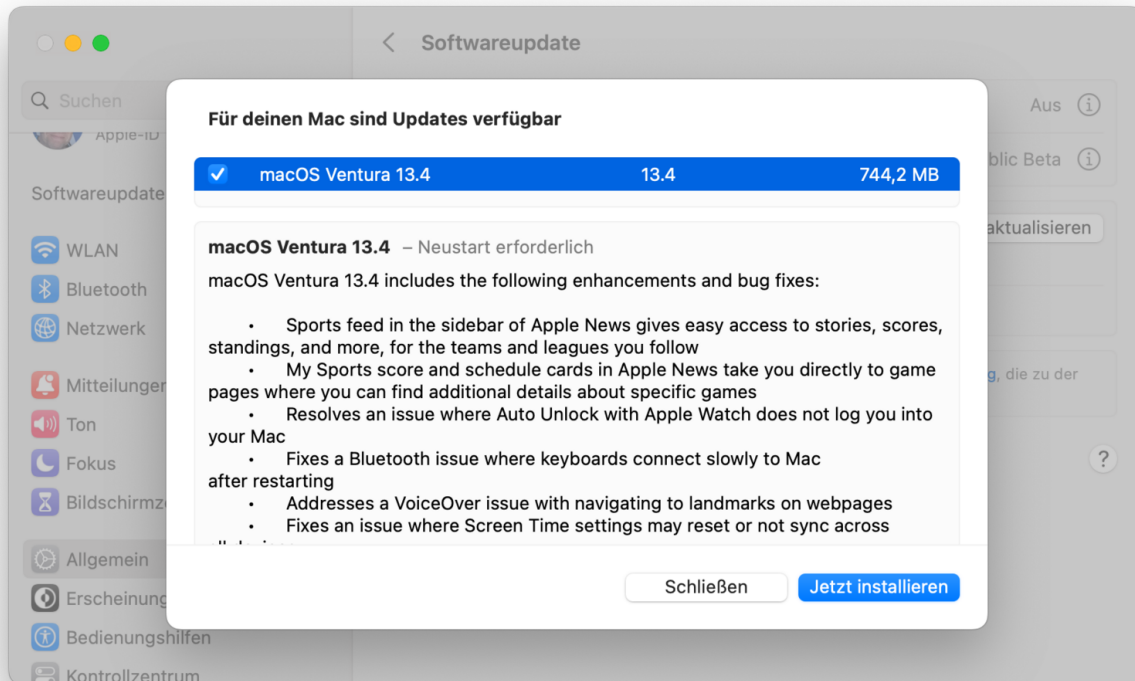 Softwareupdate
Suchen
Apple-ID
Softwareupdate
WLAN
Bluetooth
Netzwerk
Mitteilungen
Ton
Fokus
Allgemein
Bedienungshilfen
Kontrollzentrum
Aus
Beta
aktualisieren
die zu der
?
Für deinen Mac sind Updates verfügbar
macOS Ventura 13.4 13.4 744,2 MB
macOS Ventura 13.4 – Neustart erforderlich
macOS Ventura 13.4 includes the following enhancements and bug fixes:
• Sports feed in the sidebar of Apple News gives easy access to stories, scores,
standings, and more, for the teams and leagues you follow
• My Sports score and schedule cards in Apple News take you directly to game
pages where you can find additional details about specific games
• Resolves an issue where Auto Unlock with Apple Watch does not log you into
your Mac
• Fixes a Bluetooth issue where keyboards connect slowly to Mac
after restarting
• Addresses a VoiceOver issue with navigating to landmarks on webpages
• Fixes an issue where Screen Time settings may reset or not sync across
Schließen
Jetzt installieren